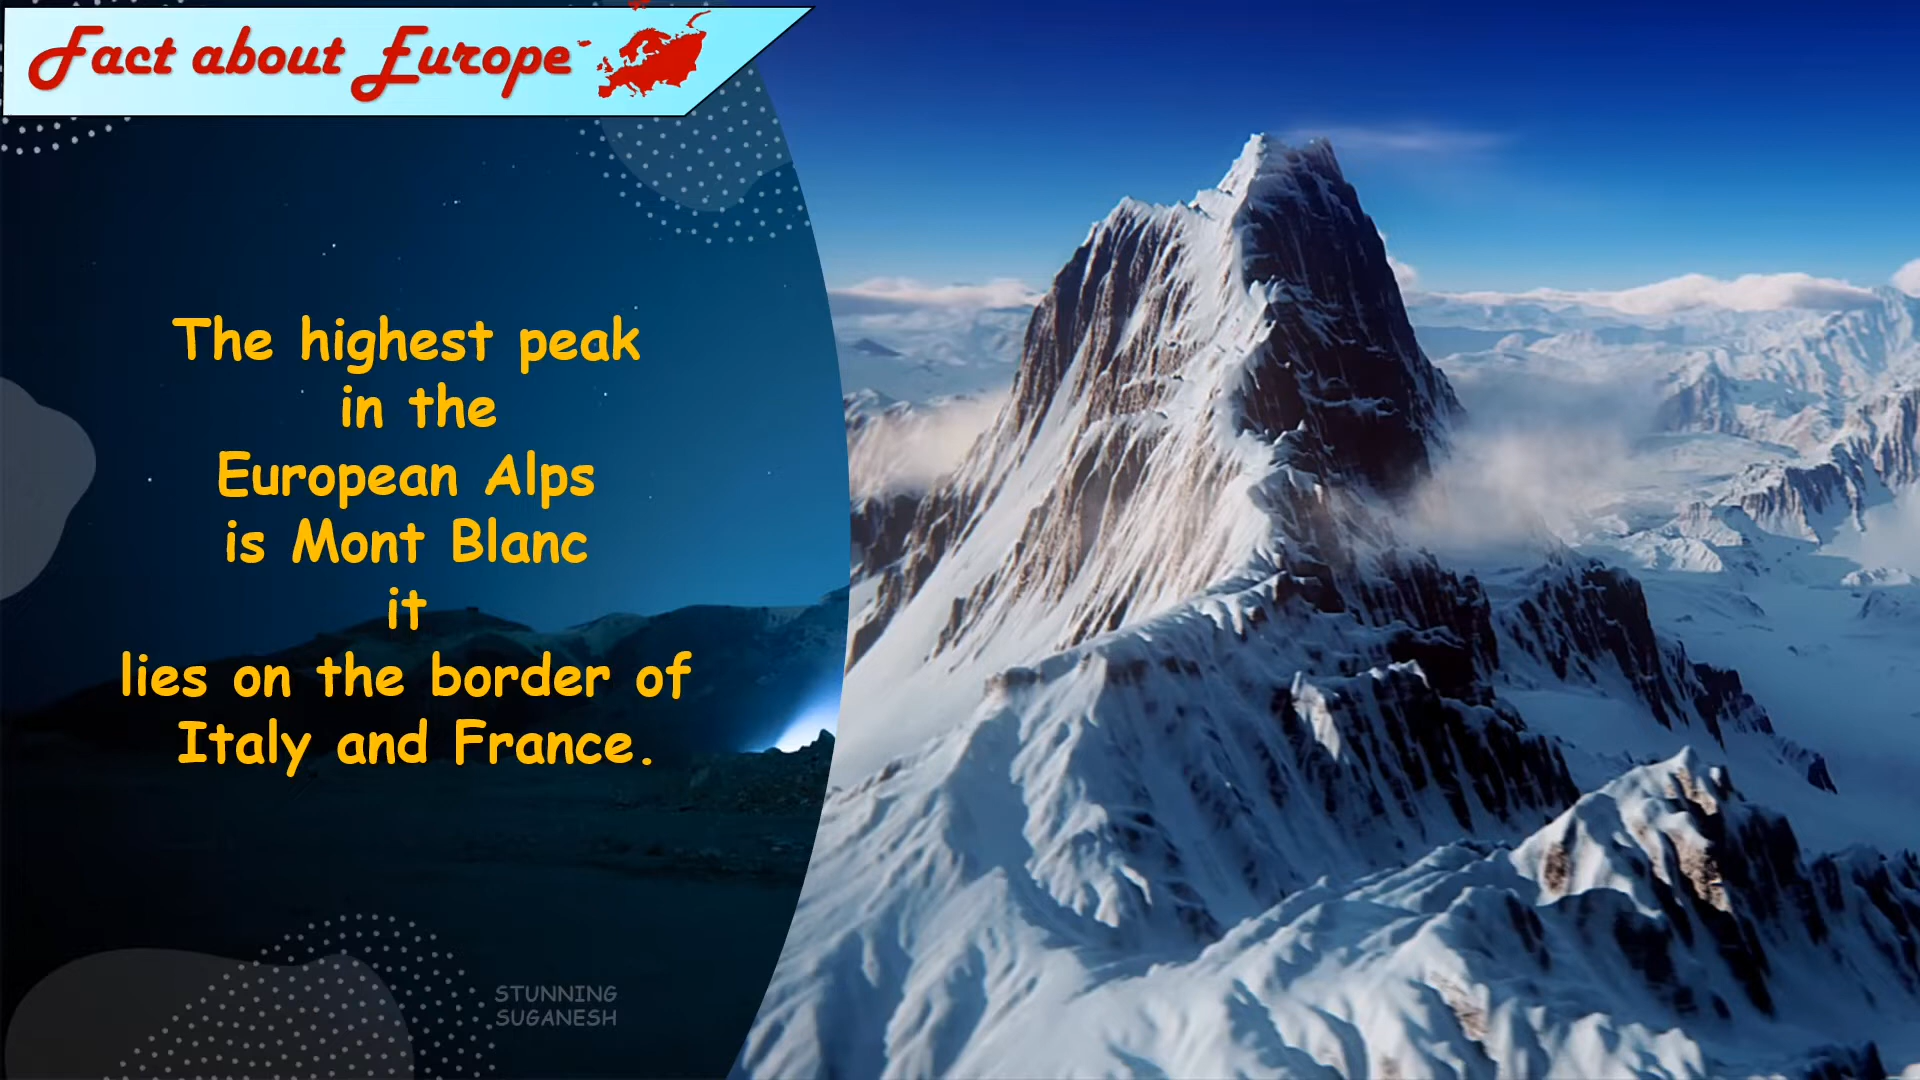 Fact about Europe
The highest peak
in the
European Alps
is Mont Blanc
it
lies on the border of
Italy and France.
STUNNING
SUGANESH